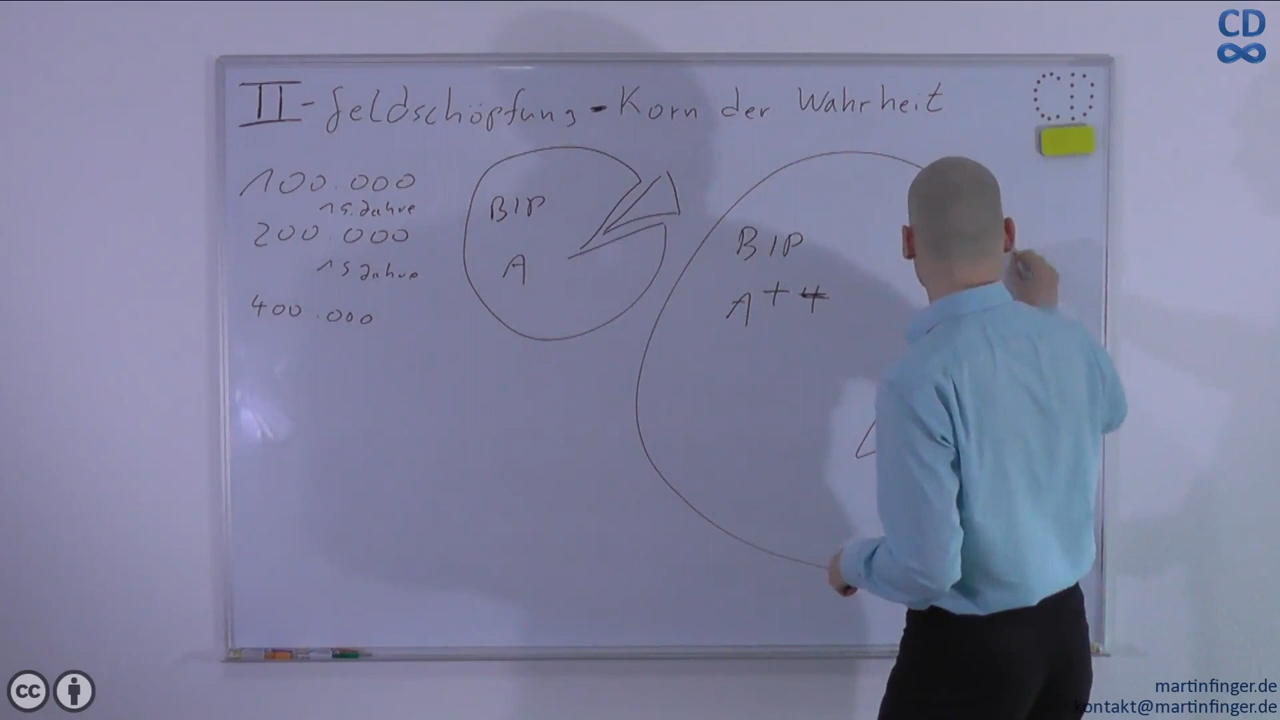 II - Geldschöpfung - Korn der Wahrheit
100.000
15 Jahre
200.000
15 Jahre
400.000
BIP
A
BIP
A++
CD
cc
martinfinger.de
kontakt@martinfinger.de